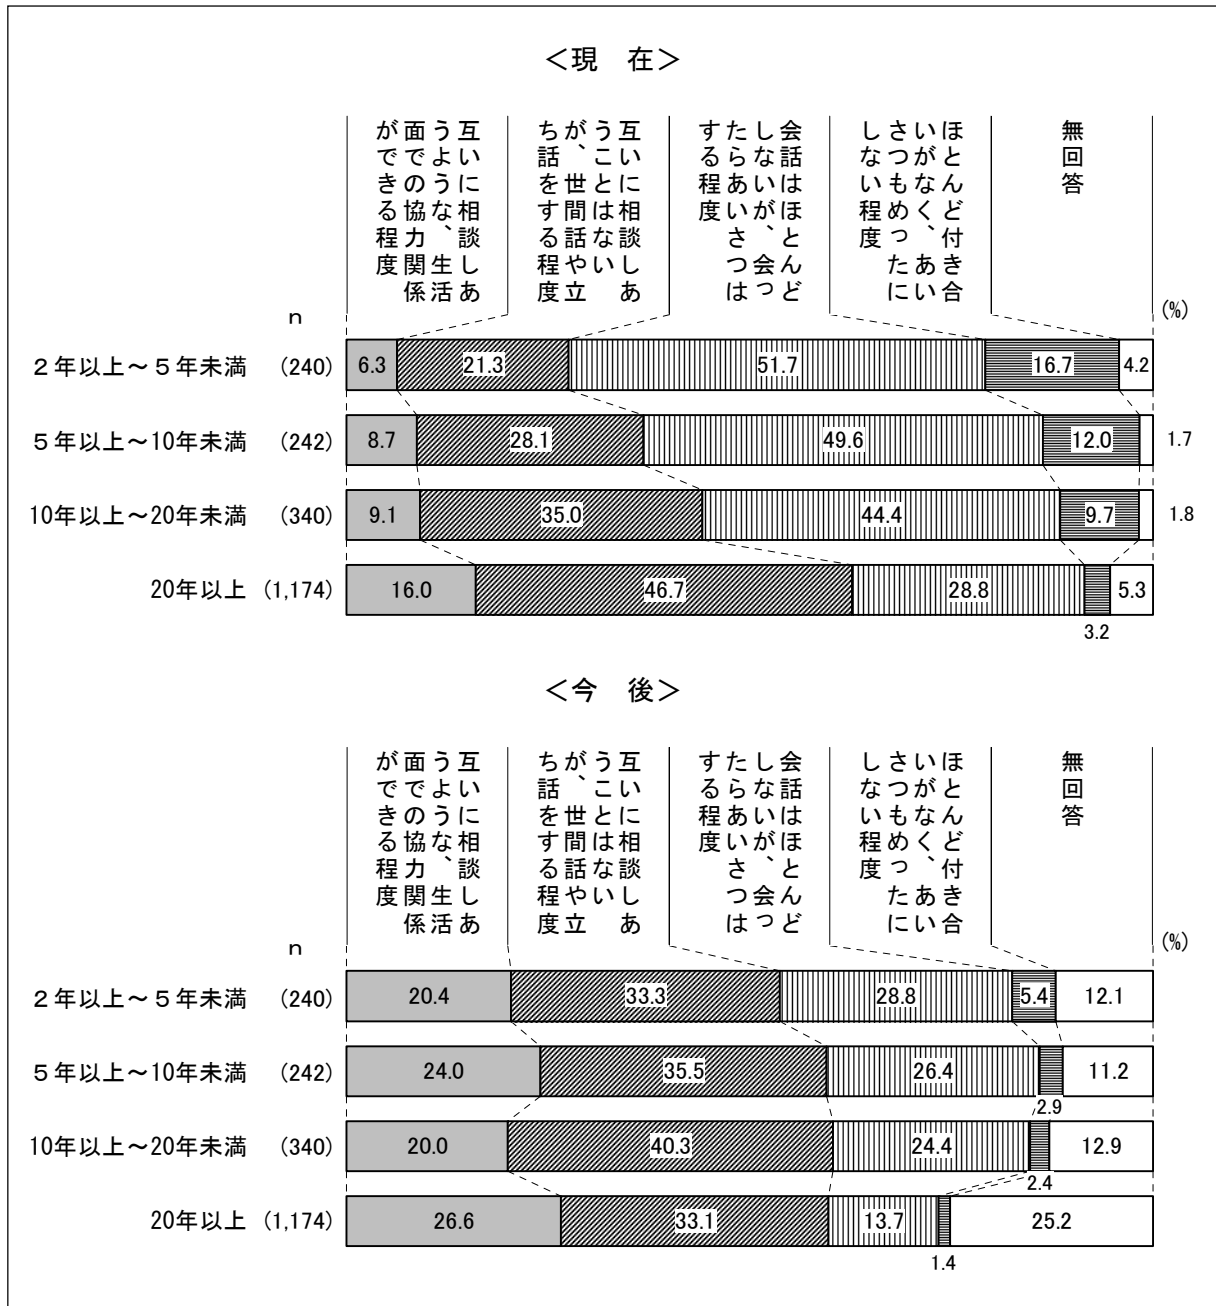 ＜現　在＞
互いに相談しあ
うような、生活
面での協力関係
ができる程度
互いに相談しあ
うことはない
が、世間話や立
ち話をする程度
会話はほとんど
しないが、会っ
たらあいさつは
する程度
ほとんど付き合
いがなく、あい
さつもめったに
しない程度
無回答
n
(%)
２年以上～５年未満 (240) 6.3 21.3 51.7 16.7 4.2
５年以上～10年未満 (242) 8.7 28.1 49.6 12.0 1.7
10年以上～20年未満 (340) 9.1 35.0 44.4 9.7 1.8
20年以上 (1,174) 16.0 46.7 28.8 3.2 5.3
＜今　後＞
互いに相談しあ
うような、生活
面での協力関係
ができる程度
互いに相談しあ
うことはない
が、世間話や立
ち話をする程度
会話はほとんど
しないが、会っ
たらあいさつは
する程度
ほとんど付き合
いがなく、あい
さつもめったに
しない程度
無回答
n
(%)
２年以上～５年未満 (240) 20.4 33.3 28.8 5.4 12.1
５年以上～10年未満 (242) 24.0 35.5 26.4 2.9 11.2
10年以上～20年未満 (340) 20.0 40.3 24.4 2.4 12.9
20年以上 (1,174) 26.6 33.1 13.7 1.4 25.2